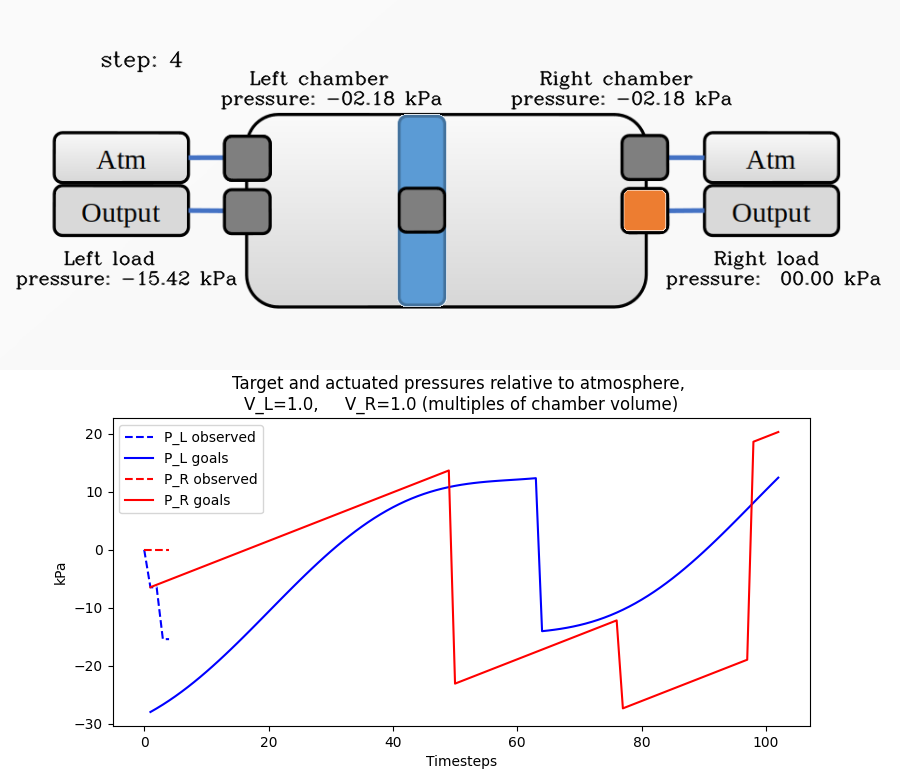 step: 4
Left chamber
pressure: −02.18 kPa
Right chamber
pressure: −02.18 kPa
Atm
Output
Atm
Output
Left load
pressure: −15.42 kPa
Right load
pressure: 00.00 kPa
Target and actuated pressures relative to atmosphere,
V_L=1.0, V_R=1.0 (multiples of chamber volume)
P_L observed
P_L goals
P_R observed
P_R goals
kPa
20
10
0
−10
−20
−30
0 20 40 60 80 100
Timesteps